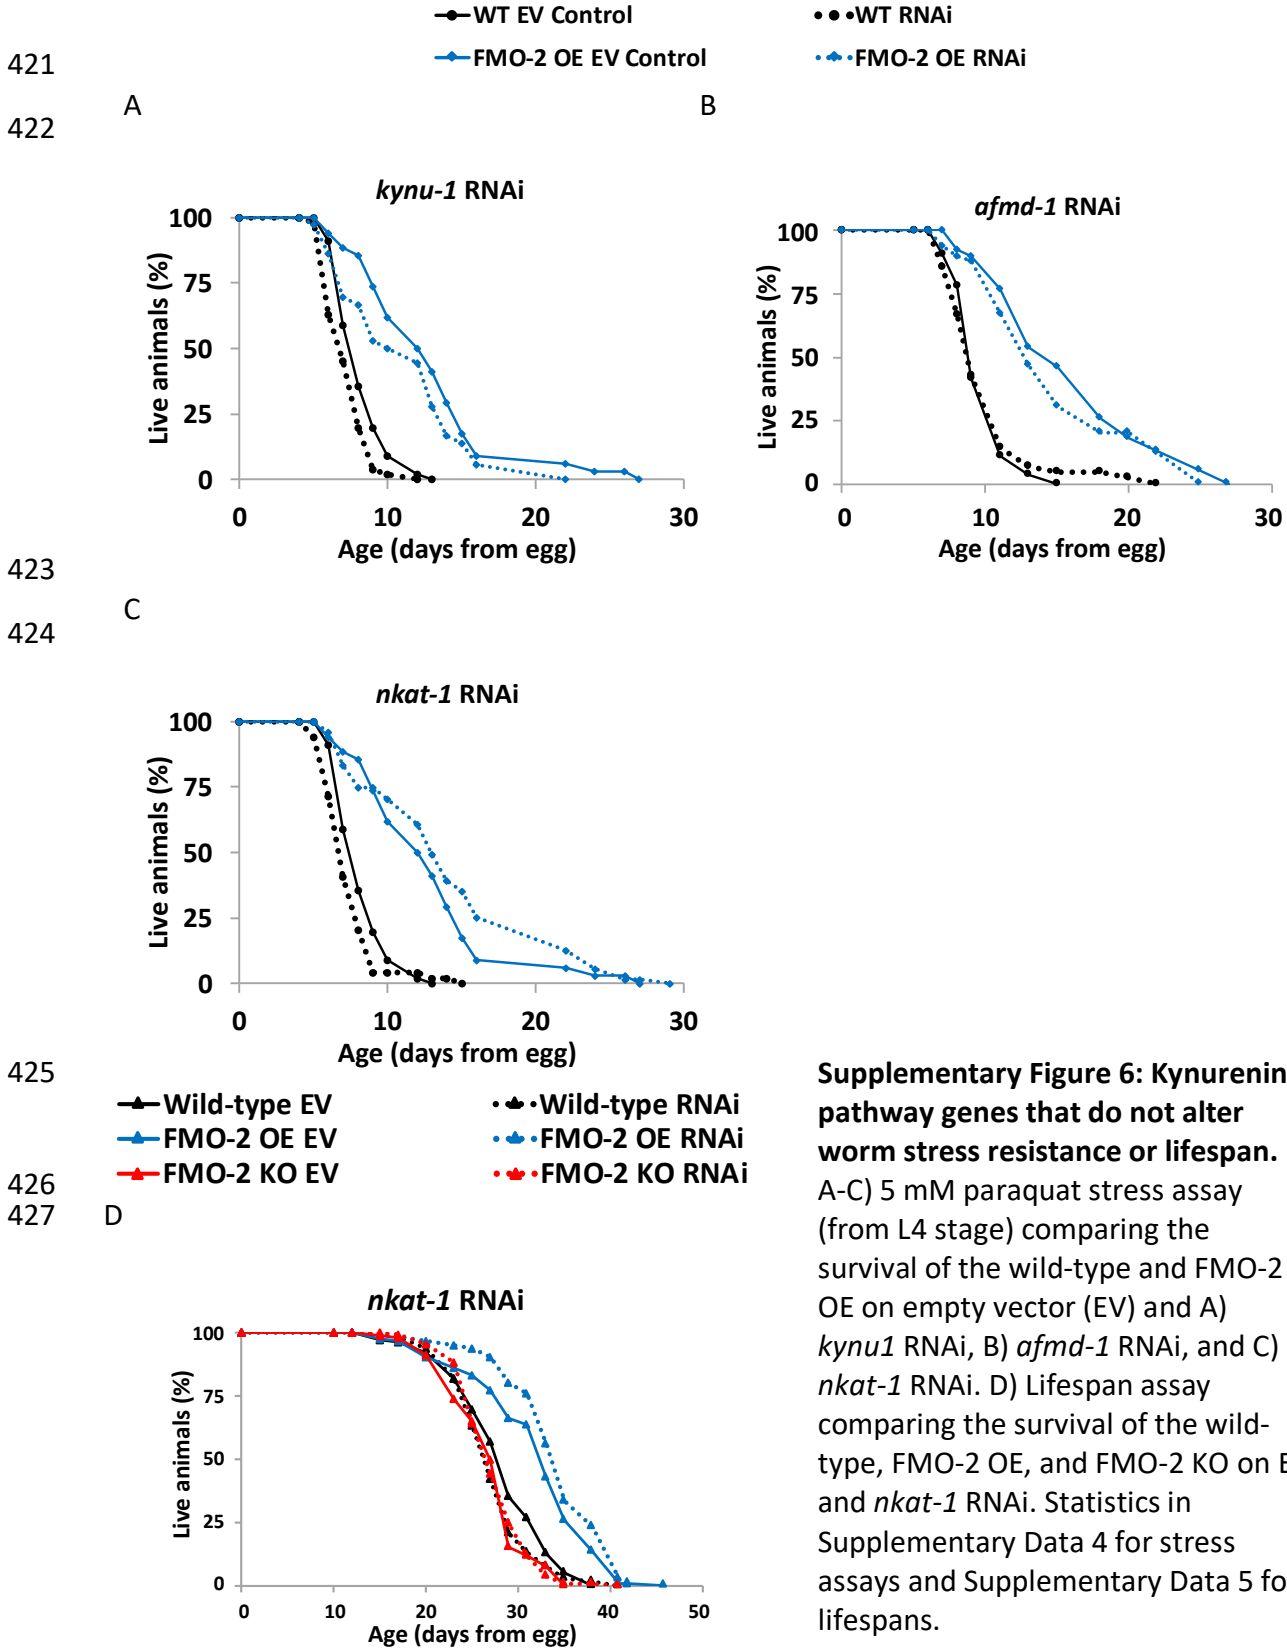 WT EV Control WT RNAi
421 FMO-2 OE EV Control FMO-2 OE RNAi
A B
422
kynu-1 RNAi
100
75
50
25
0
Live animals (%)
0 10 20 30
Age (days from egg)
afmd-1 RNAi
100
75
50
25
0
Live animals (%)
0 10 20 30
Age (days from egg)
423
C
424
nkat-1 RNAi
100
75
50
25
0
Live animals (%)
0 10 20 30
Age (days from egg)
425
Wild-type EV Wild-type RNAi
FMO-2 OE EV FMO-2 OE RNAi
426 FMO-2 KO EV FMO-2 KO RNAi
427 D
nkat-1 RNAi
100
75
50
25
0
Live animals (%)
0 10 20 30 40 50
Age (days from egg)
Supplementary Figure 6: Kynurenin
pathway genes that do not alter
worm stress resistance or lifespan.
A-C) 5 mM paraquat stress assay
(from L4 stage) comparing the
survival of the wild-type and FMO-2
OE on empty vector (EV) and A)
kynu1 RNAi, B) afmd-1 RNAi, and C)
nkat-1 RNAi. D) Lifespan assay
comparing the survival of the wild-
type, FMO-2 OE, and FMO-2 KO on E
and nkat-1 RNAi. Statistics in
Supplementary Data 4 for stress
assays and Supplementary Data 5 fo
lifespans.